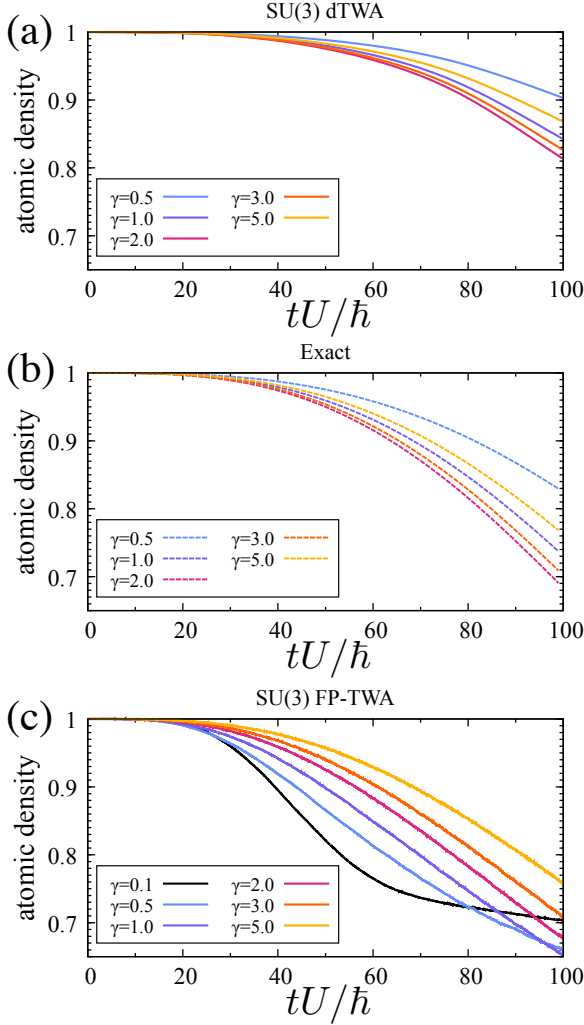 (a)
SU(3) dTWA
atomic density
1
0.9
0.8
0.7
γ=0.5
γ=3.0
γ=1.0
γ=5.0
γ=2.0
0 20 40 60 80 100
tU/ℏ
(b)
Exact
atomic density
1
0.9
0.8
0.7
γ=0.5
γ=3.0
γ=1.0
γ=5.0
γ=2.0
0 20 40 60 80 100
tU/ℏ
(c)
SU(3) FP-TWA
atomic density
1
0.9
0.8
0.7
γ=0.1
γ=2.0
γ=0.5
γ=3.0
γ=1.0
γ=5.0
0 20 40 60 80 100
tU/ℏ